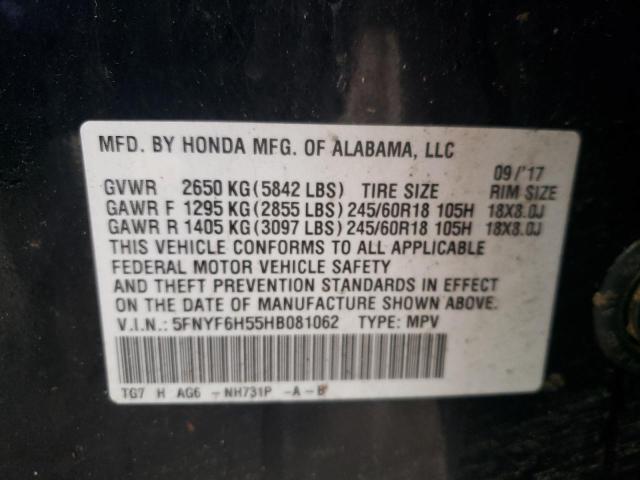 MFD. BY HONDA MFG. OF ALABAMA, LLC
09/'17
GVWR 2650 KG(5842 LBS) TIRE SIZE RIM SIZE
GAWR F 1295 KG(2855 LBS) 245/60R18 105H 18X8.0J
GAWR R 1405 KG(3097 LBS) 245/60R18 105H 18X8.0J
THIS VEHICLE CONFORMS TO ALL APPLICABLE
FEDERAL MOTOR VEHICLE SAFETY
AND THEFT PREVENTION STANDARDS IN EFFECT
ON THE DATE OF MANUFACTURE SHOWN ABOVE.
V.I.N.: 5FNYF6H55HB081062 TYPE: MPV
TG7 H AG6 -NH731P -A-B